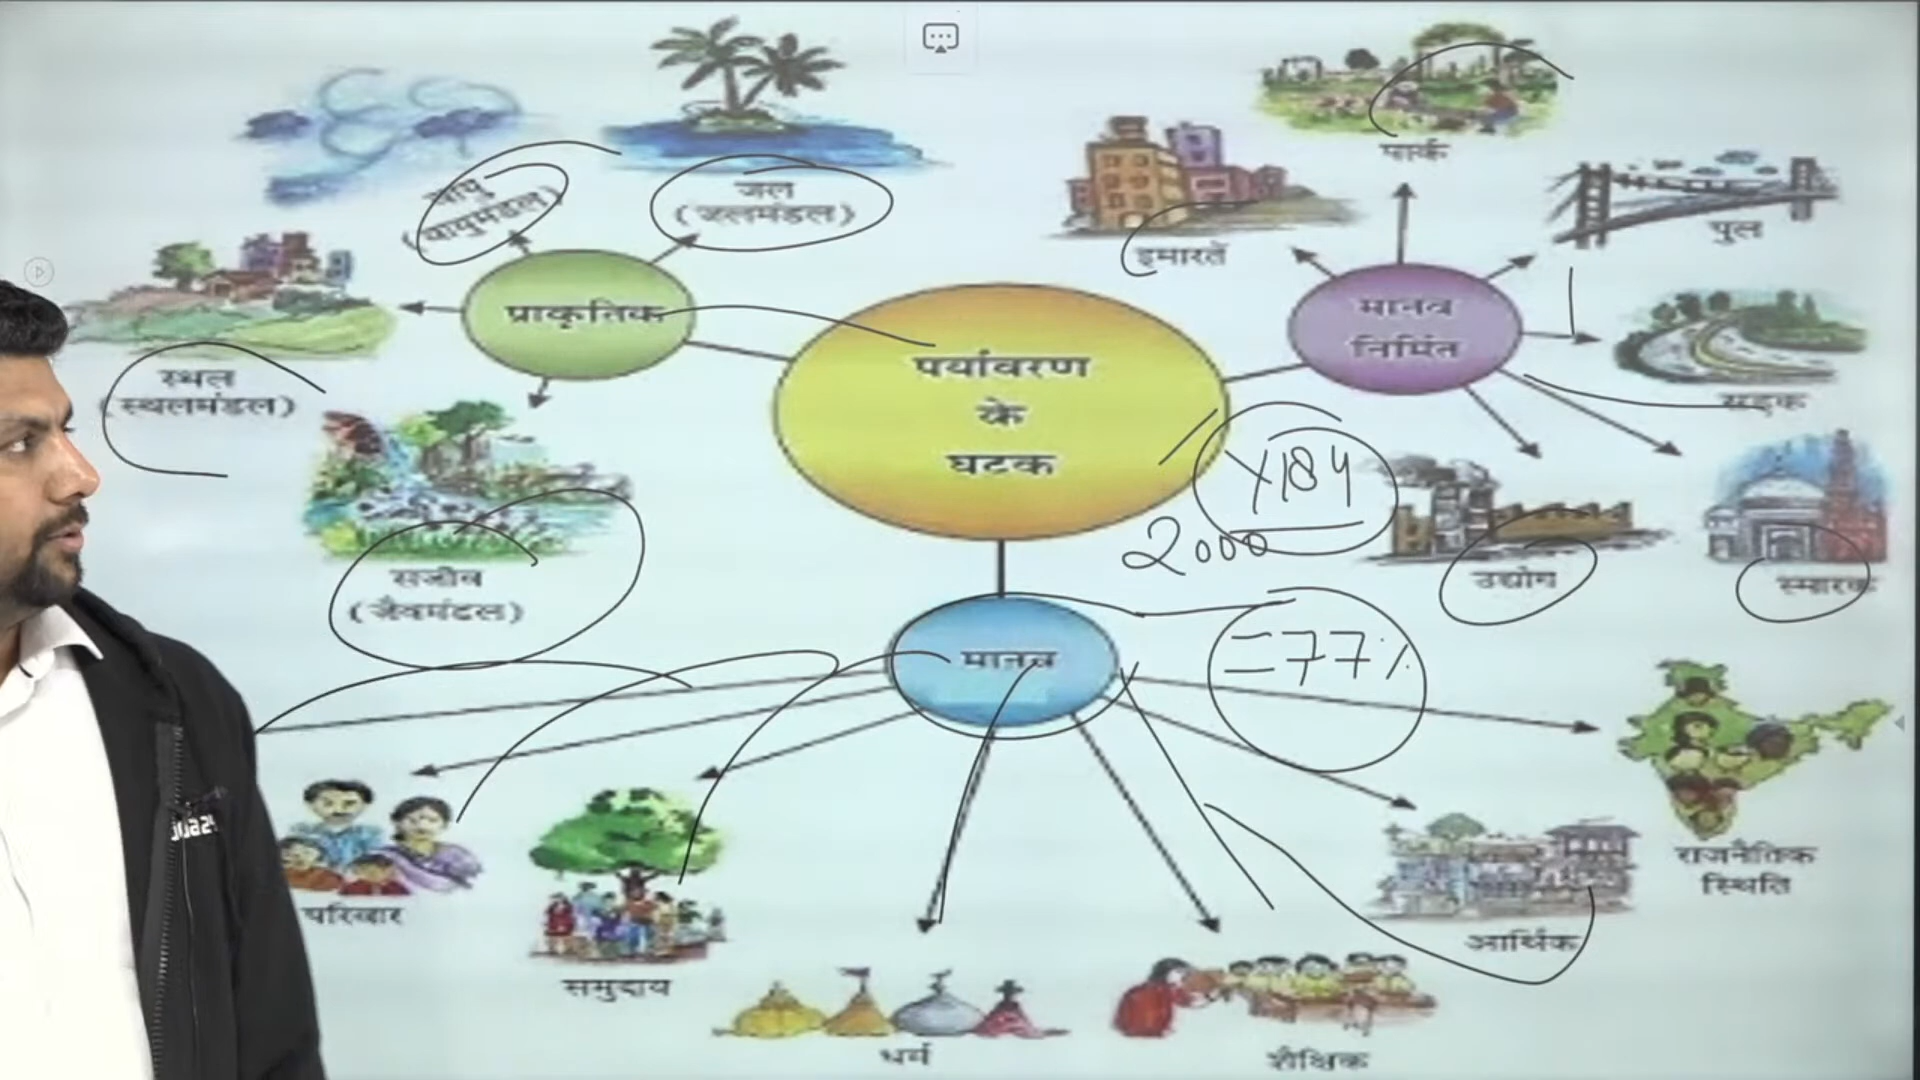 पार्क
वायु
(वायुमंडल)
जल
(जलमंडल)
इमारतें
पुल
प्राकृतिक
मानव
निर्मित
पर्यावरण
के
घटक
स्थल
(स्थलमंडल)
सड़क
Y184
2000
सजीव
(जैवमंडल)
उद्योग
स्मारक
मानव
=77%
परिवार
समुदाय
धर्म
शैक्षिक
आर्थिक
राजनैतिक
स्थिति